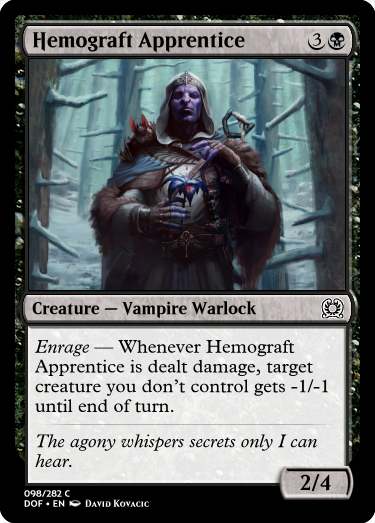 Hemograft Apprentice 3
Creature — Vampire Warlock
Enrage — Whenever Hemograft
Apprentice is dealt damage, target
creature you don't control gets -1/-1
until end of turn.
The agony whispers secrets only I can
hear.
2/4
098/282 C
DOF • EN David Kovacic